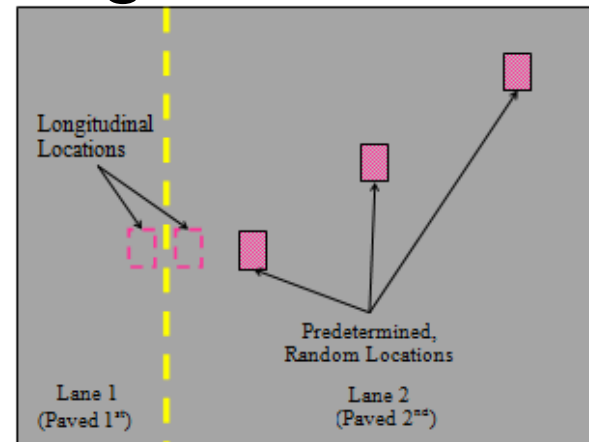 Longitudinal
Locations
Predetermined,
Random Locations
Lane 1
(Paved 1st)
Lane 2
(Paved 2nd)